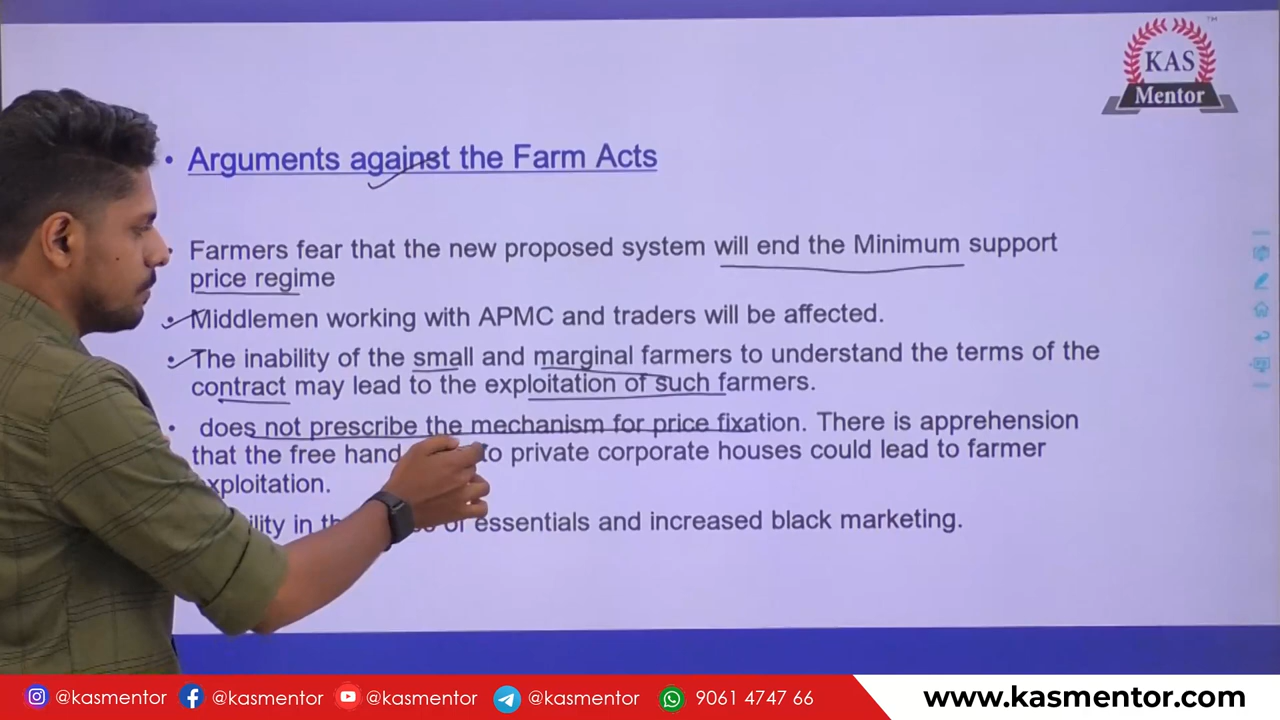 KAS
™
Mentor
• Arguments against the Farm Acts
• Farmers fear that the new proposed system will end the Minimum support
price regime
• Middlemen working with APMC and traders will be affected.
• The inability of the small and marginal farmers to understand the terms of the
contract may lead to the exploitation of such farmers.
• does not prescribe the mechanism for price fixation. There is apprehension
that the free hand to private corporate houses could lead to farmer
xploitation.
essentials and increased black marketing.
@kasmentor @kasmentor @kasmentor @kasmentor 9061 4747 66
www.kasmentor.com